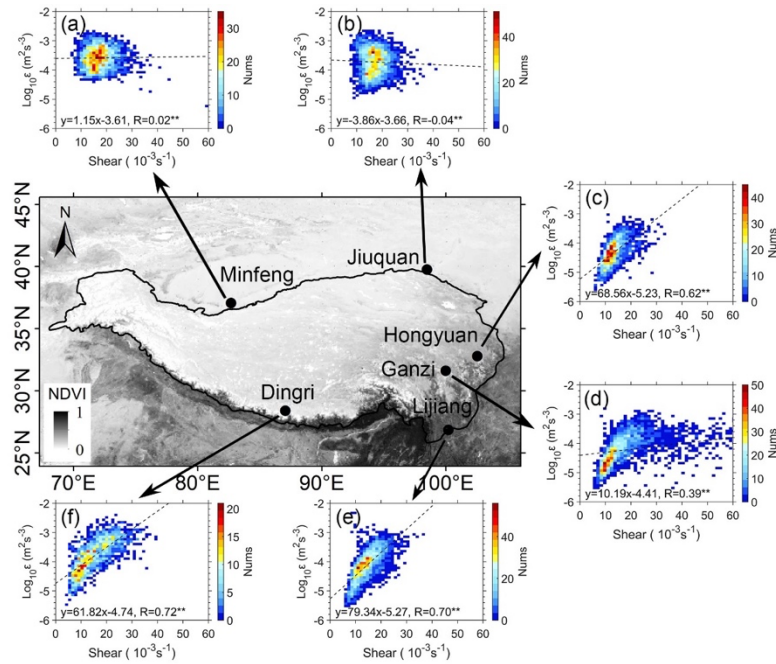 (a)
Log10ε (m2s-3)
-2
-3
-4
-5
-6
y=1.15x-3.61, R=0.02**
0 10 20 30 40 50 60
Shear ( 10-3s-1)
30
20
10
0
Nums
(b)
Log10ε (m2s-3)
-2
-3
-4
-5
-6
y=-3.86x-3.66, R=-0.04**
0 10 20 30 40 50 60
Shear ( 10-3s-1)
40
20
0
Nums
45°N
40°N
35°N
30°N
25°N
70°E 80°E 90°E 100°E
N
Minfeng
Jiuquan
Hongyuan
Ganzi
Dingri
Lijiang
NDVI
1
0
(c)
Log10ε (m2s-3)
-2
-3
-4
-5
-6
y=68.56x-5.23, R=0.62**
0 10 20 30 40 50 60
Shear ( 10-3s-1)
40
30
20
10
0
Nums
(d)
Log10ε (m2s-3)
-2
-3
-4
-5
-6
y=10.19x-4.41, R=0.39**
0 10 20 30 40 50 60
Shear ( 10-3s-1)
50
40
30
20
10
0
Nums
(f)
Log10ε (m2s-3)
-2
-3
-4
-5
-6
y=61.82x-4.74, R=0.72**
0 10 20 30 40 50 60
Shear ( 10-3s-1)
20
15
10
5
0
Nums
(e)
Log10ε (m2s-3)
-2
-3
-4
-5
-6
y=79.34x-5.27, R=0.70**
0 10 20 30 40 50 60
Shear ( 10-3s-1)
40
20
0
Nums